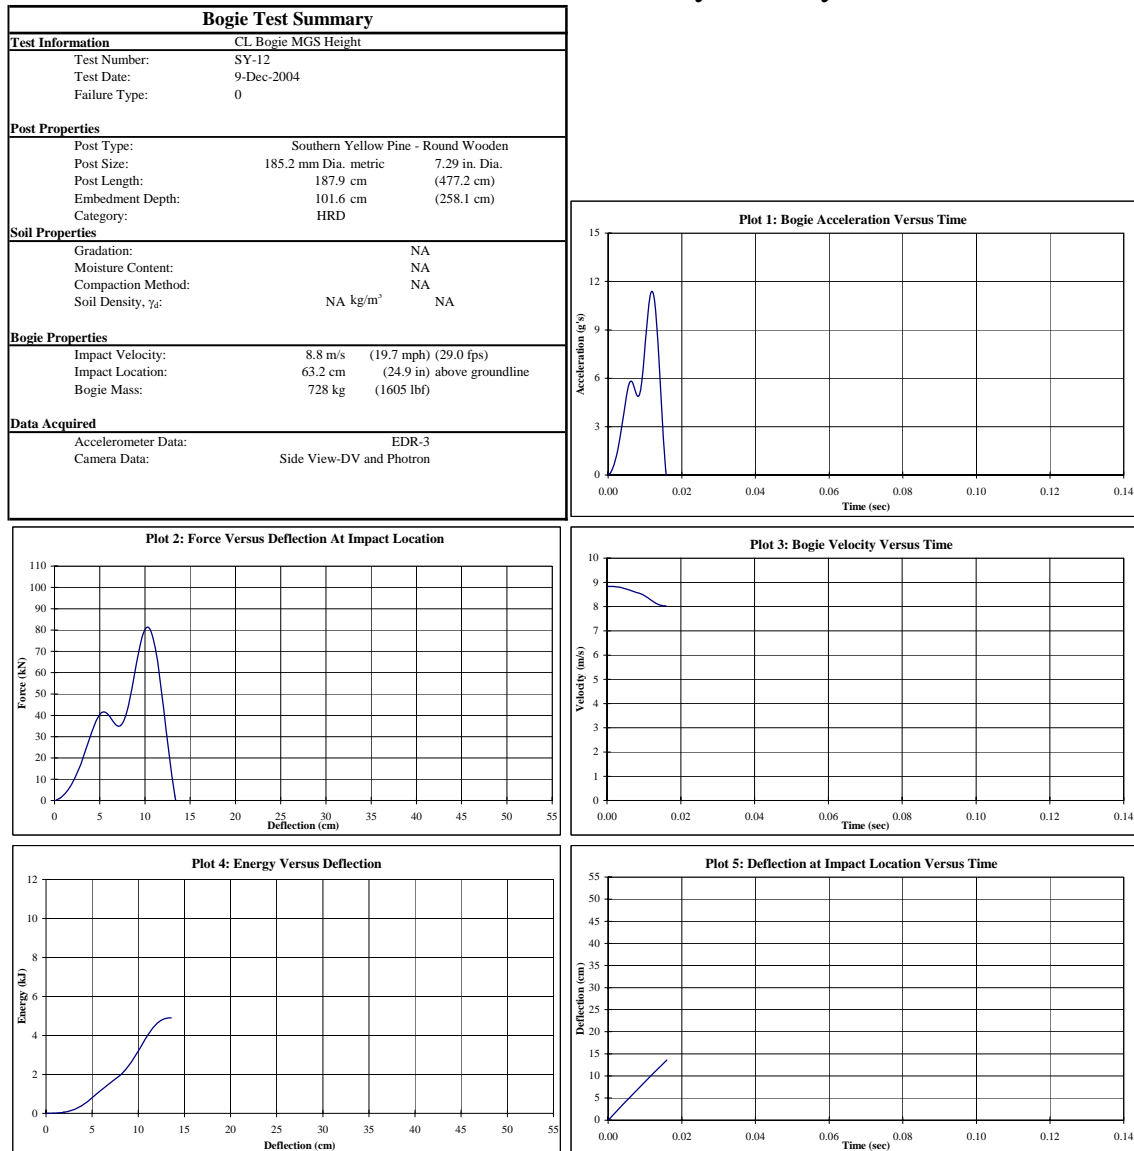 Bogie Test Summary
Test Information CL Bogie MGS Height
Test Number: SY-12
Test Date: 9-Dec-2004
Failure Type: 0
Post Properties
Post Type: Southern Yellow Pine - Round Wooden
Post Size: 185.2 mm Dia. metric 7.29 in. Dia.
Post Length: 187.9 cm (477.2 cm)
Embedment Depth: 101.6 cm (258.1 cm)
Category: HRD
Soil Properties
Gradation: NA
Moisture Content: NA
Compaction Method: NA
Soil Density, γd: NA kg/m³ NA
Bogie Properties
Impact Velocity: 8.8 m/s (19.7 mph) (29.0 fps)
Impact Location: 63.2 cm (24.9 in) above groundline
Bogie Mass: 728 kg (1605 lbf)
Data Acquired
Accelerometer Data: EDR-3
Camera Data: Side View-DV and Photron
Plot 1: Bogie Acceleration Versus Time
Acceleration (g's)
15
12
9
6
3
0
0.00 0.02 0.04 0.06 0.08 0.10 0.12 0.14
Time (sec)
Plot 2: Force Versus Deflection At Impact Location
Force (kN)
110
100
90
80
70
60
50
40
30
20
10
0
0 5 10 15 20 25 30 35 40 45 50 55
Deflection (cm)
Plot 3: Bogie Velocity Versus Time
Velocity (m/s)
10
9
8
7
6
5
4
3
2
1
0
0.00 0.02 0.04 0.06 0.08 0.10 0.12 0.14
Time (sec)
Plot 4: Energy Versus Deflection
Energy (kJ)
12
10
8
6
4
2
0
0 5 10 15 20 25 30 35 40 45 50 55
Deflection (cm)
Plot 5: Deflection at Impact Location Versus Time
Deflection (cm)
55
50
45
40
35
30
25
20
15
10
5
0
0.00 0.02 0.04 0.06 0.08 0.10 0.12 0.14
Time (sec)